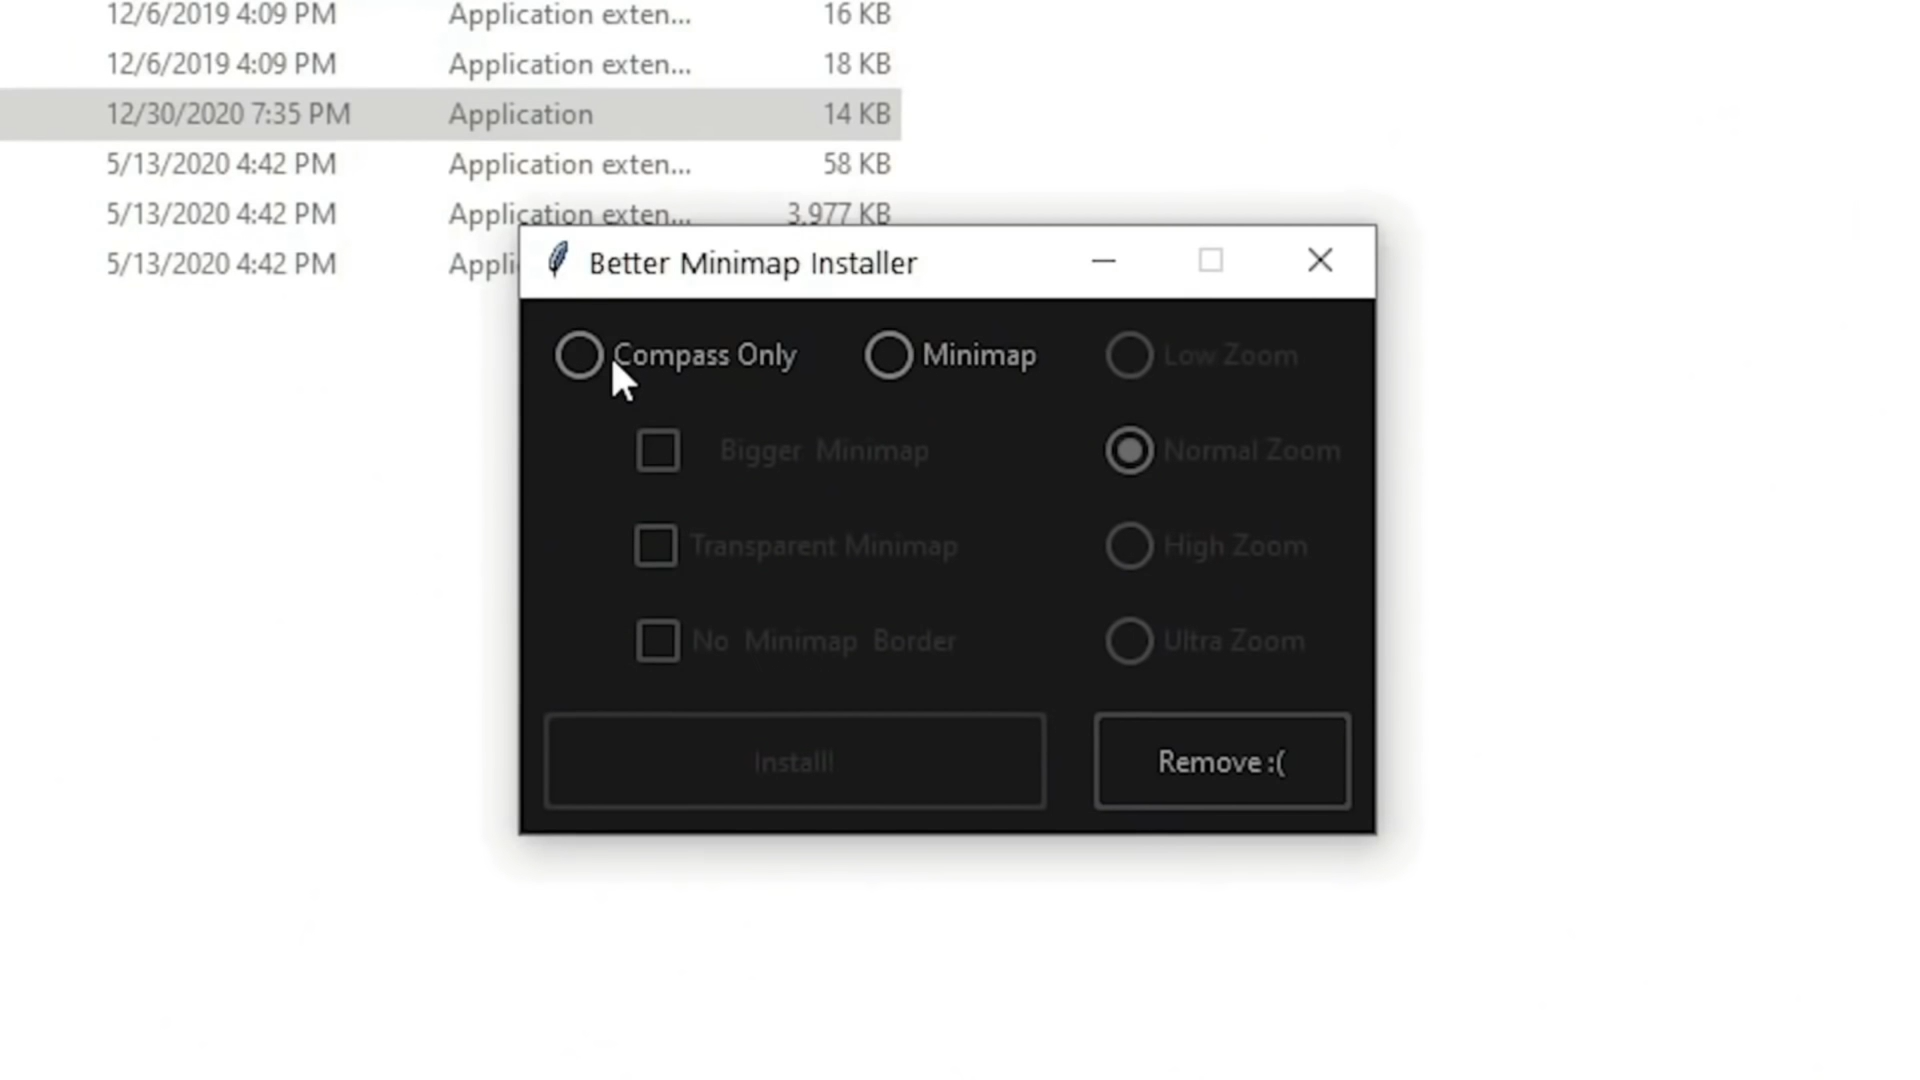 12/6/2019 4:09 PM Application exten... 16 KB
12/6/2019 4:09 PM Application exten... 18 KB
12/30/2020 7:35 PM Application 14 KB
5/13/2020 4:42 PM Application exten... 58 KB
5/13/2020 4:42 PM Application exten... 3,977 KB
5/13/2020 4:42 PM Appli
Better Minimap Installer
Compass Only Minimap Low Zoom
Bigger Minimap Normal Zoom
Transparent Minimap High Zoom
No Minimap Border Ultra Zoom
Install! Remove :(